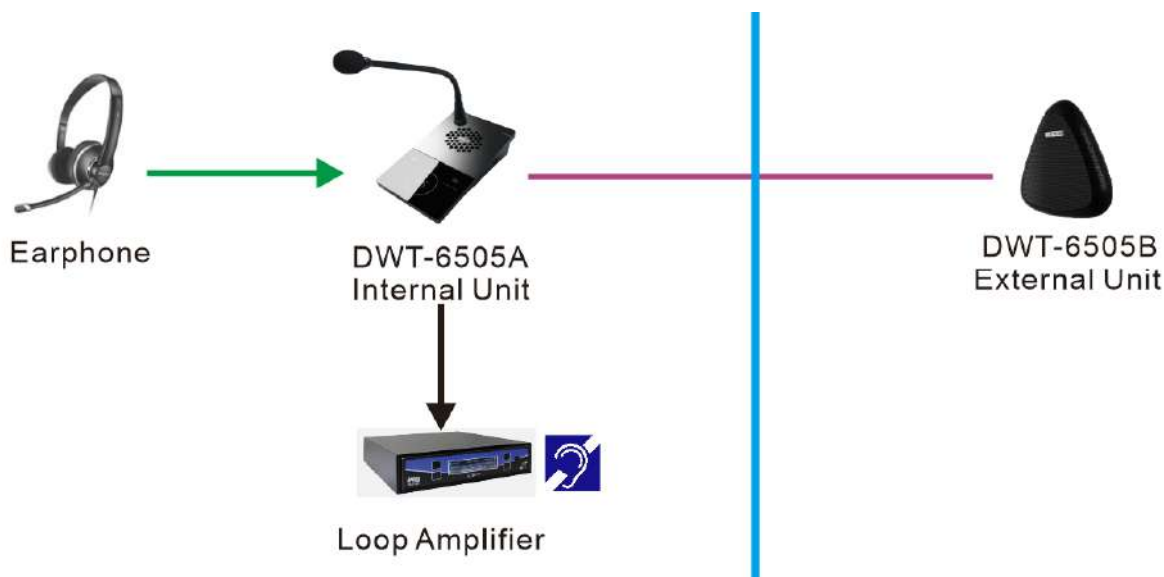 Earphone
DWT-6505A
Internal Unit
DWT-6505B
External Unit
Loop Amplifier